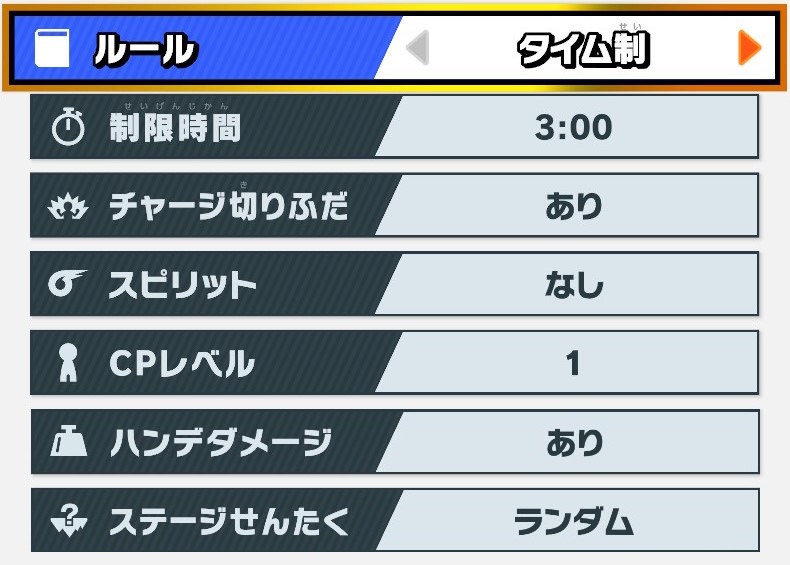 ルール
せい
タイム制
せいげんじかん
制限時間
3:00
き
チャージ切りふだ
あり
スピリット
なし
CPレベル
1
ハンデダメージ
あり
ステージせんたく
ランダム